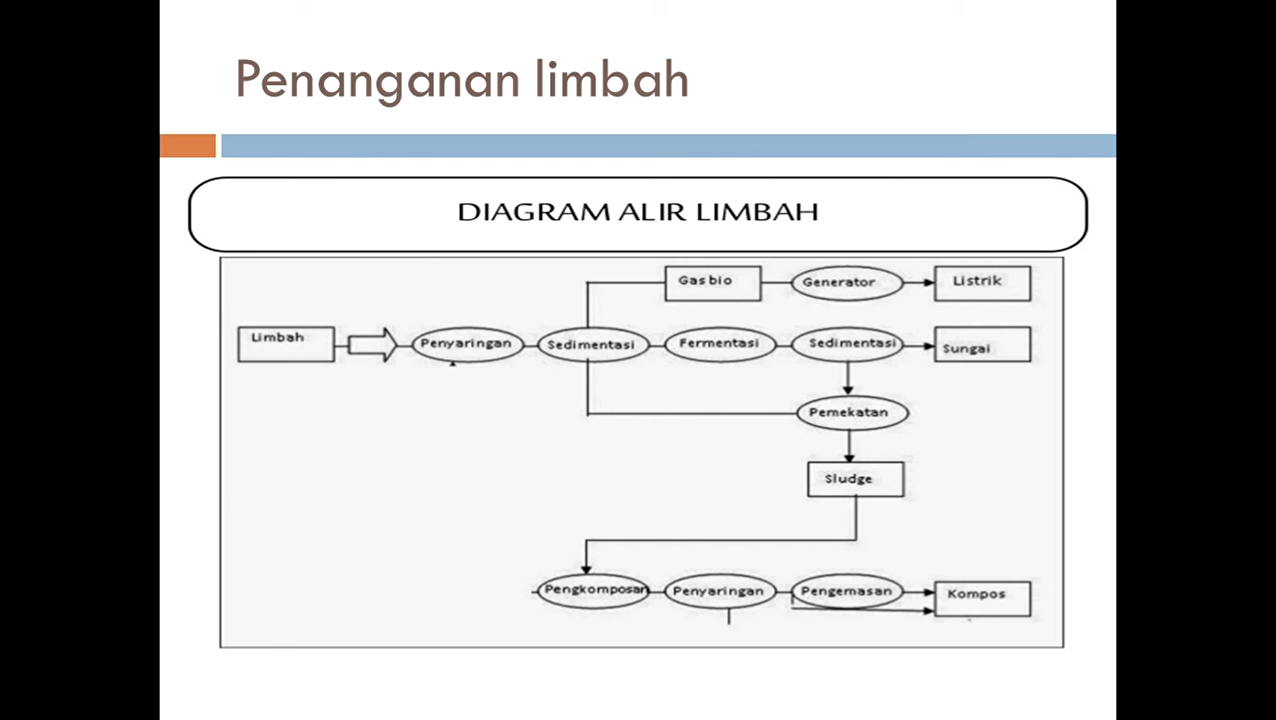 Penanganan limbah
DIAGRAM ALIR LIMBAH
Gas bio
Generator
Listrik
Limbah
Penyaringan
Sedimentasi
Fermentasi
Sedimentasi
Sungai
Pemekatan
Sludge
Pengkomposan
Penyaringan
Pengemasan
Kompos